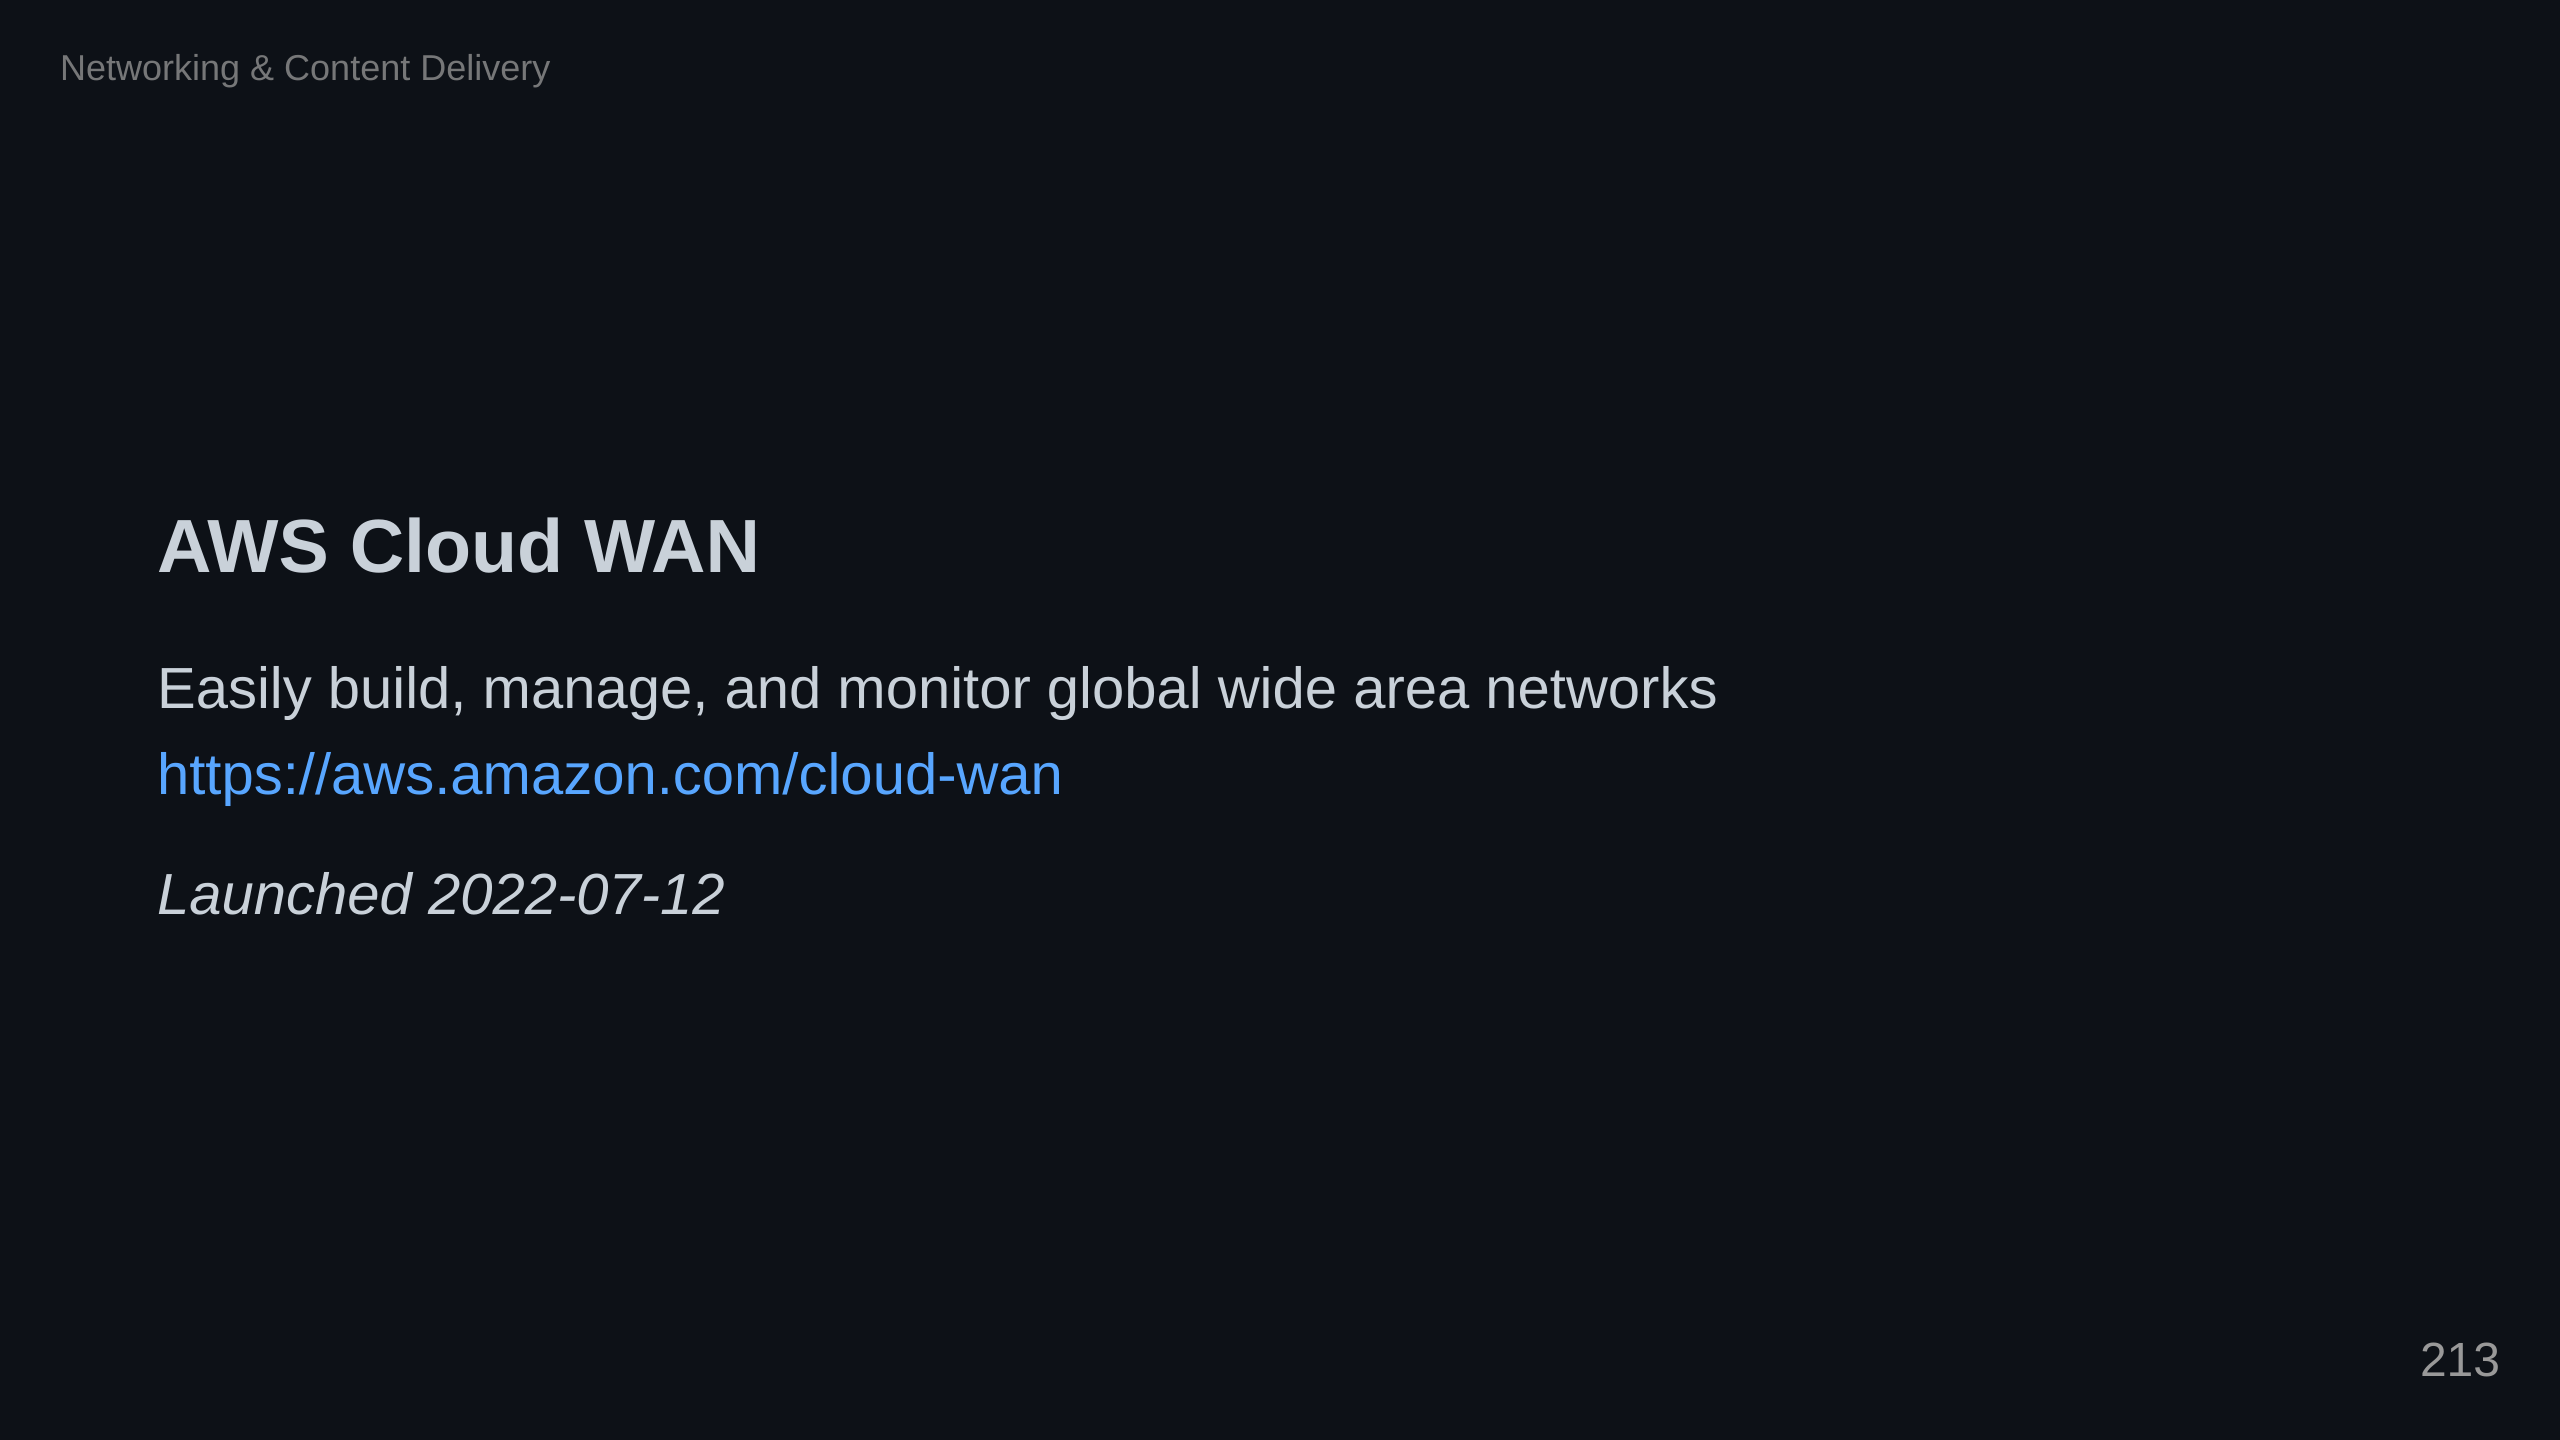 Networking & Content Delivery
AWS Cloud WAN
Easily build, manage, and monitor global wide area networks
https://aws.amazon.com/cloud-wan
Launched 2022-07-12
213